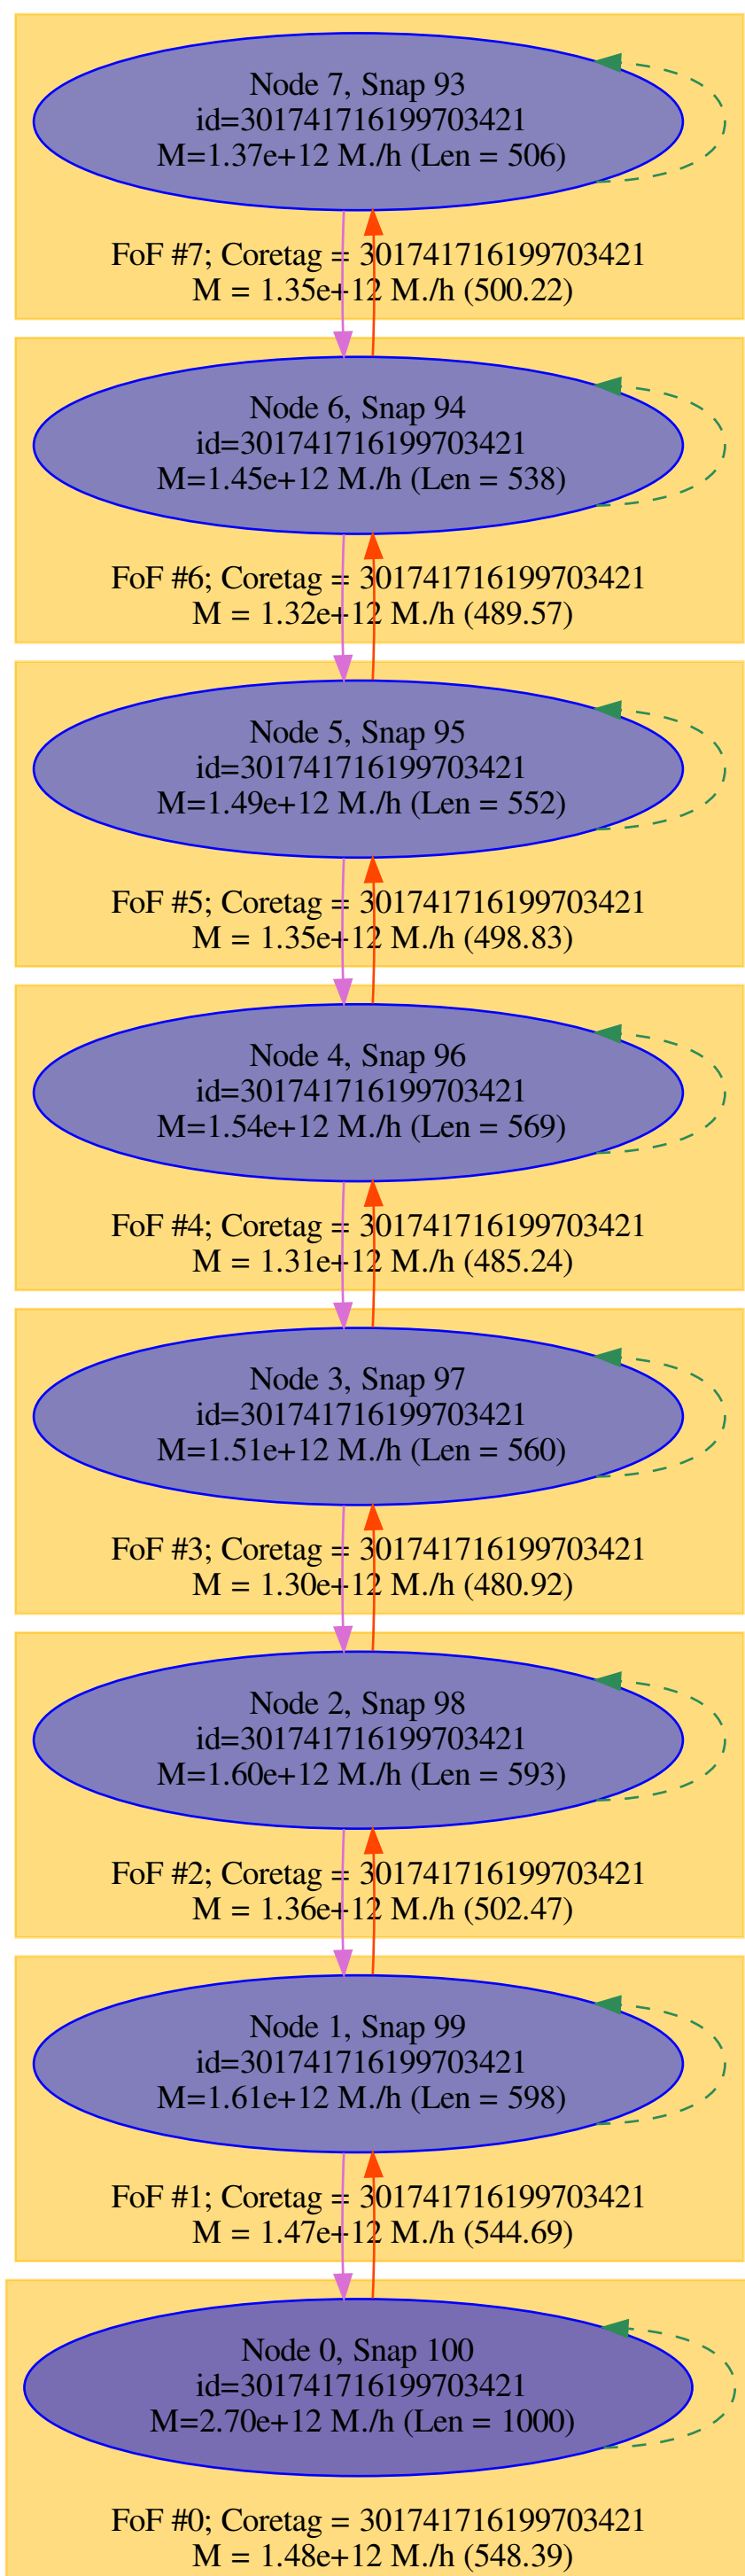 Node 7, Snap 93
id=301741716199703421
M=1.37e+12 M./h (Len = 506)
FoF #7; Coretag = 301741716199703421
M = 1.35e+12 M./h (500.22)
Node 6, Snap 94
id=301741716199703421
M=1.45e+12 M./h (Len = 538)
FoF #6; Coretag = 301741716199703421
M = 1.32e+12 M./h (489.57)
Node 5, Snap 95
id=301741716199703421
M=1.49e+12 M./h (Len = 552)
FoF #5; Coretag = 301741716199703421
M = 1.35e+12 M./h (498.83)
Node 4, Snap 96
id=301741716199703421
M=1.54e+12 M./h (Len = 569)
FoF #4; Coretag = 301741716199703421
M = 1.31e+12 M./h (485.24)
Node 3, Snap 97
id=301741716199703421
M=1.51e+12 M./h (Len = 560)
FoF #3; Coretag = 301741716199703421
M = 1.30e+12 M./h (480.92)
Node 2, Snap 98
id=301741716199703421
M=1.60e+12 M./h (Len = 593)
FoF #2; Coretag = 301741716199703421
M = 1.36e+12 M./h (502.47)
Node 1, Snap 99
id=301741716199703421
M=1.61e+12 M./h (Len = 598)
FoF #1; Coretag = 301741716199703421
M = 1.47e+12 M./h (544.69)
Node 0, Snap 100
id=301741716199703421
M=2.70e+12 M./h (Len = 1000)
FoF #0; Coretag = 301741716199703421
M = 1.48e+12 M./h (548.39)